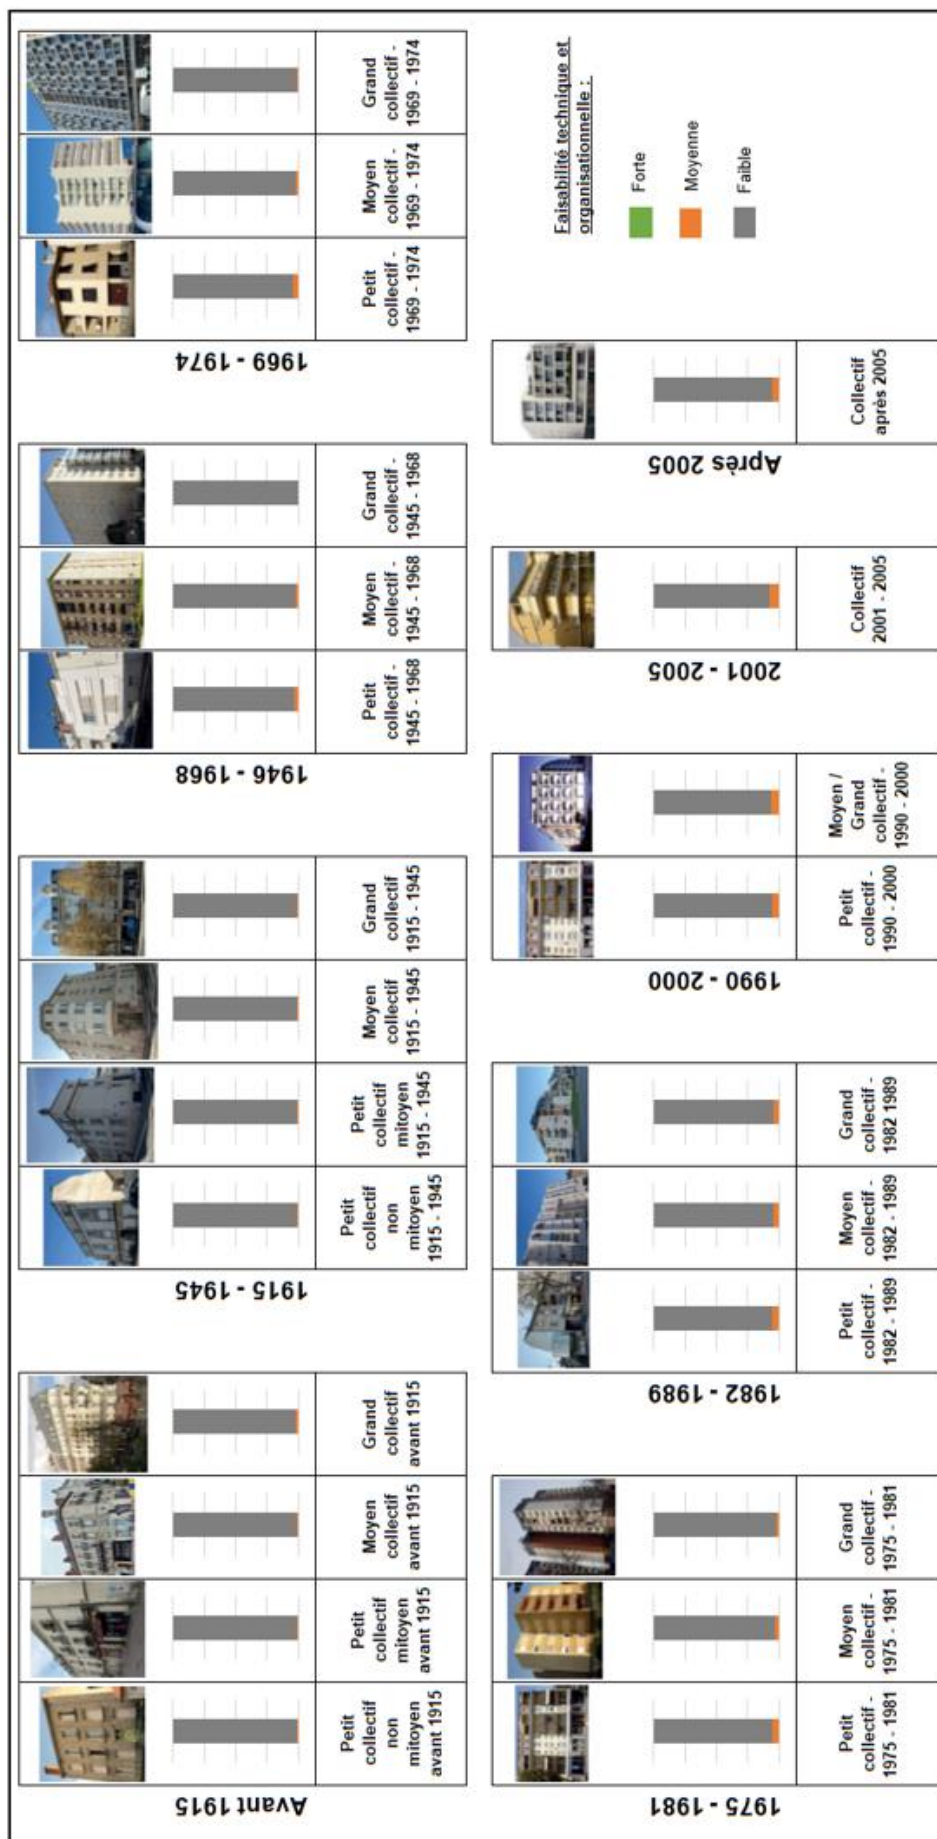 Avant 1915
Petit
collectif
non
mitoyen
avant 1915
Petit
collectif
mitoyen
avant 1915
Moyen
collectif
avant 1915
Grand
collectif
avant 1915
1915 - 1945
Petit
collectif
non
mitoyen
1915 - 1945
Petit
collectif
mitoyen
1915 - 1945
Moyen
collectif
1915 - 1945
Grand
collectif
1915 - 1945
1946 - 1968
Petit
collectif -
1945 - 1968
Moyen
collectif -
1945 - 1968
Grand
collectif -
1945 - 1968
1969 - 1974
Petit
collectif -
1969 - 1974
Moyen
collectif -
1969 - 1974
Grand
collectif -
1969 - 1974
1975 - 1981
Petit
collectif -
1975 - 1981
Moyen
collectif -
1975 - 1981
Grand
collectif -
1975 - 1981
1982 - 1989
Petit
collectif -
1982 - 1989
Moyen
collectif -
1982 - 1989
Grand
collectif -
1982 1989
1990 - 2000
Petit
collectif -
1990 - 2000
Moyen /
Grand
collectif -
1990 - 2000
2001 - 2005
Collectif
2001 - 2005
Après 2005
Collectif
après 2005
Faisabilité technique et
organisationnelle :
Forte
Moyenne
Faible